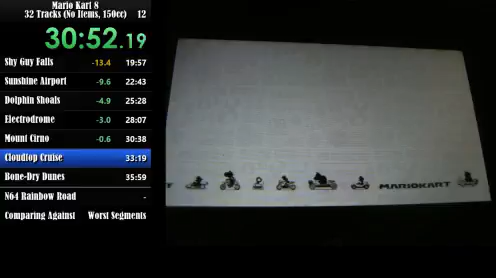 Mario Kart 8
32 Tracks (No Items, 150cc) 12
30:52.19
Shy Guy Falls -13.4 19:57
Sunshine Airport -9.6 22:43
Dolphin Shoals -4.9 25:28
Electrodrome -3.0 28:07
Mount Cirno -0.6 30:38
Cloudtop Cruise 33:19
Bone-Dry Dunes 35:59
N64 Rainbow Road -
Comparing Against Worst Segments
MARIOKART